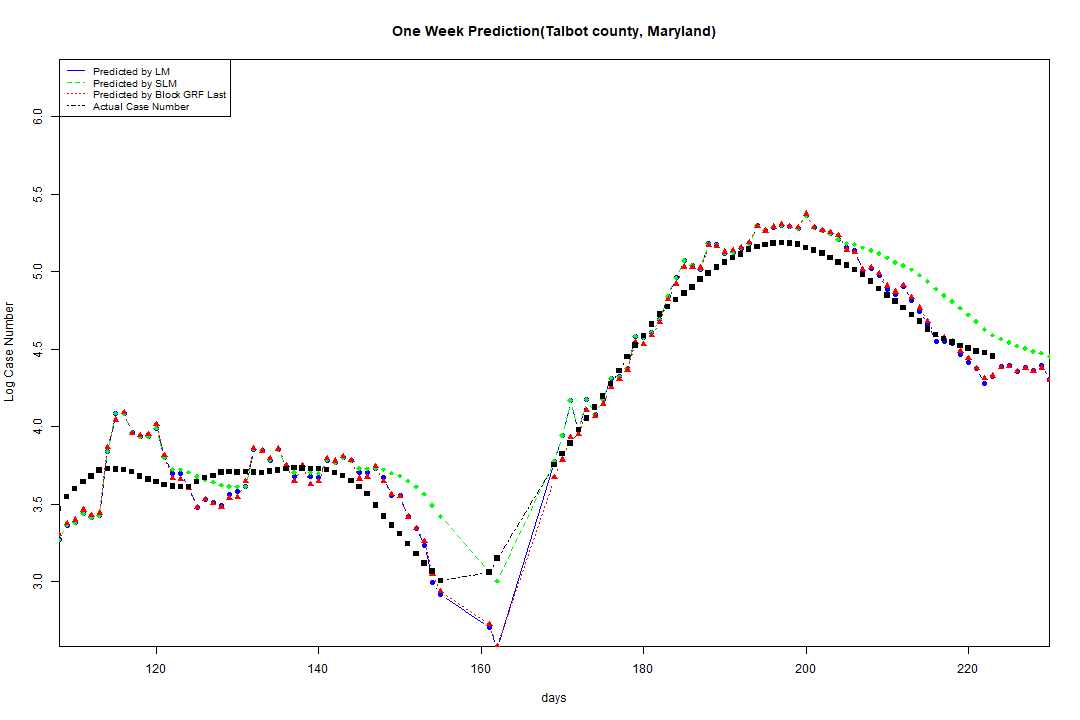 One Week Prediction(Talbot county, Maryland)
Predicted by LM
Predicted by SLM
Predicted by Block GRF Last
Actual Case Number
6.0
5.5
5.0
4.5
4.0
3.5
3.0
Log Case Number
120 140 160 180 200 220
days